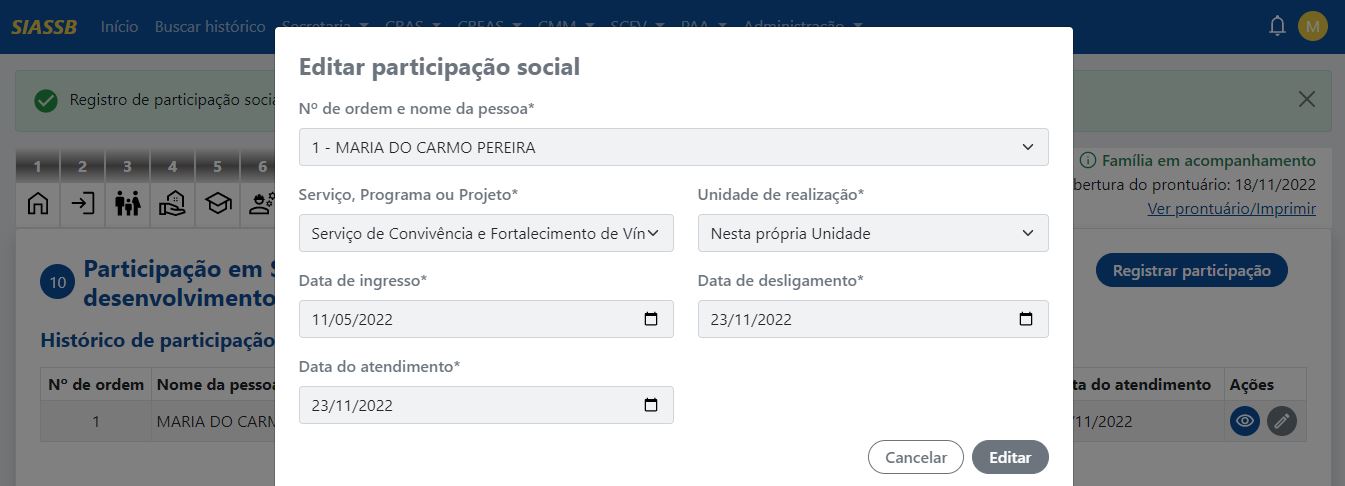 SIASSB Início Buscar histórico Secretaria CRAS CREAS CMM SCFV PAA Administração M
Editar participação social
Registro de participação
Nº de ordem e nome da pessoa*
1 - MARIA DO CARMO PEREIRA
1 2 3 4 5 6
Família em acompanhamento
bertura do prontuário: 18/11/2022
Ver prontuário/Imprimir
Serviço, Programa ou Projeto* Unidade de realização*
Serviço de Convivência e Fortalecimento de Vín Nesta própria Unidade
10 Participação em S
desenvolvimento
Registrar participação
Data de ingresso* Data de desligamento*
11/05/2022 23/11/2022
Histórico de participação
Data do atendimento*
23/11/2022
Nº de ordem Nome da pessoa ta do atendimento Ações
1 MARIA DO CARM /11/2022
Cancelar Editar